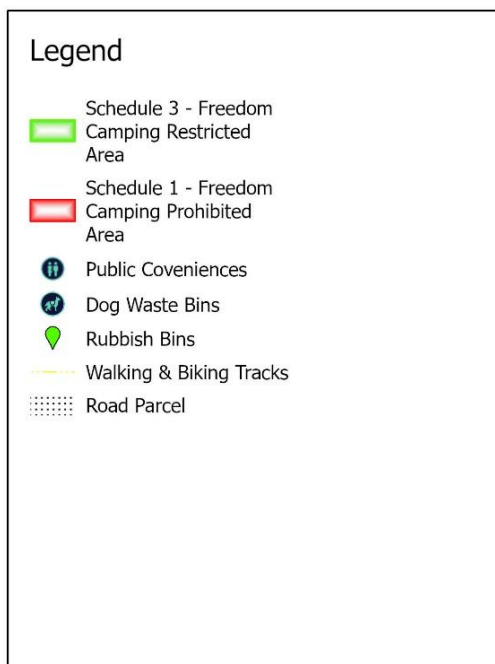 Legend
Schedule 3 - Freedom
Camping Restricted
Area
Schedule 1 - Freedom
Camping Prohibited
Area
Public Coveniences
Dog Waste Bins
Rubbish Bins
Walking & Biking Tracks
Road Parcel